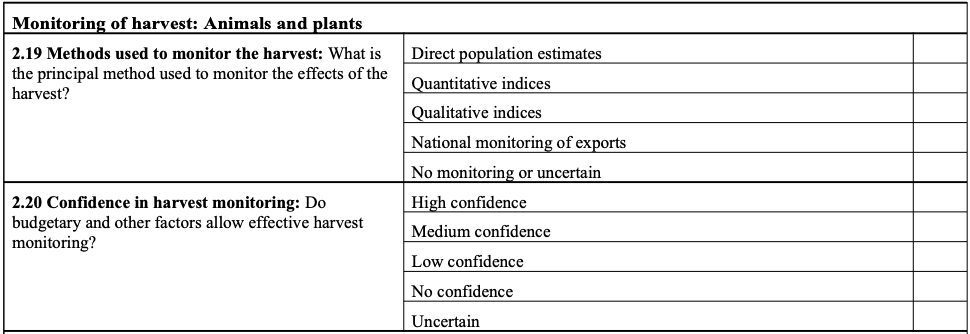 Monitoring of harvest: Animals and plants
2.19 Methods used to monitor the harvest: What is
the principal method used to monitor the effects of the
harvest?
Direct population estimates
Quantitative indices
Qualitative indices
National monitoring of exports
No monitoring or uncertain
2.20 Confidence in harvest monitoring: Do
budgetary and other factors allow effective harvest
monitoring?
High confidence
Medium confidence
Low confidence
No confidence
Uncertain